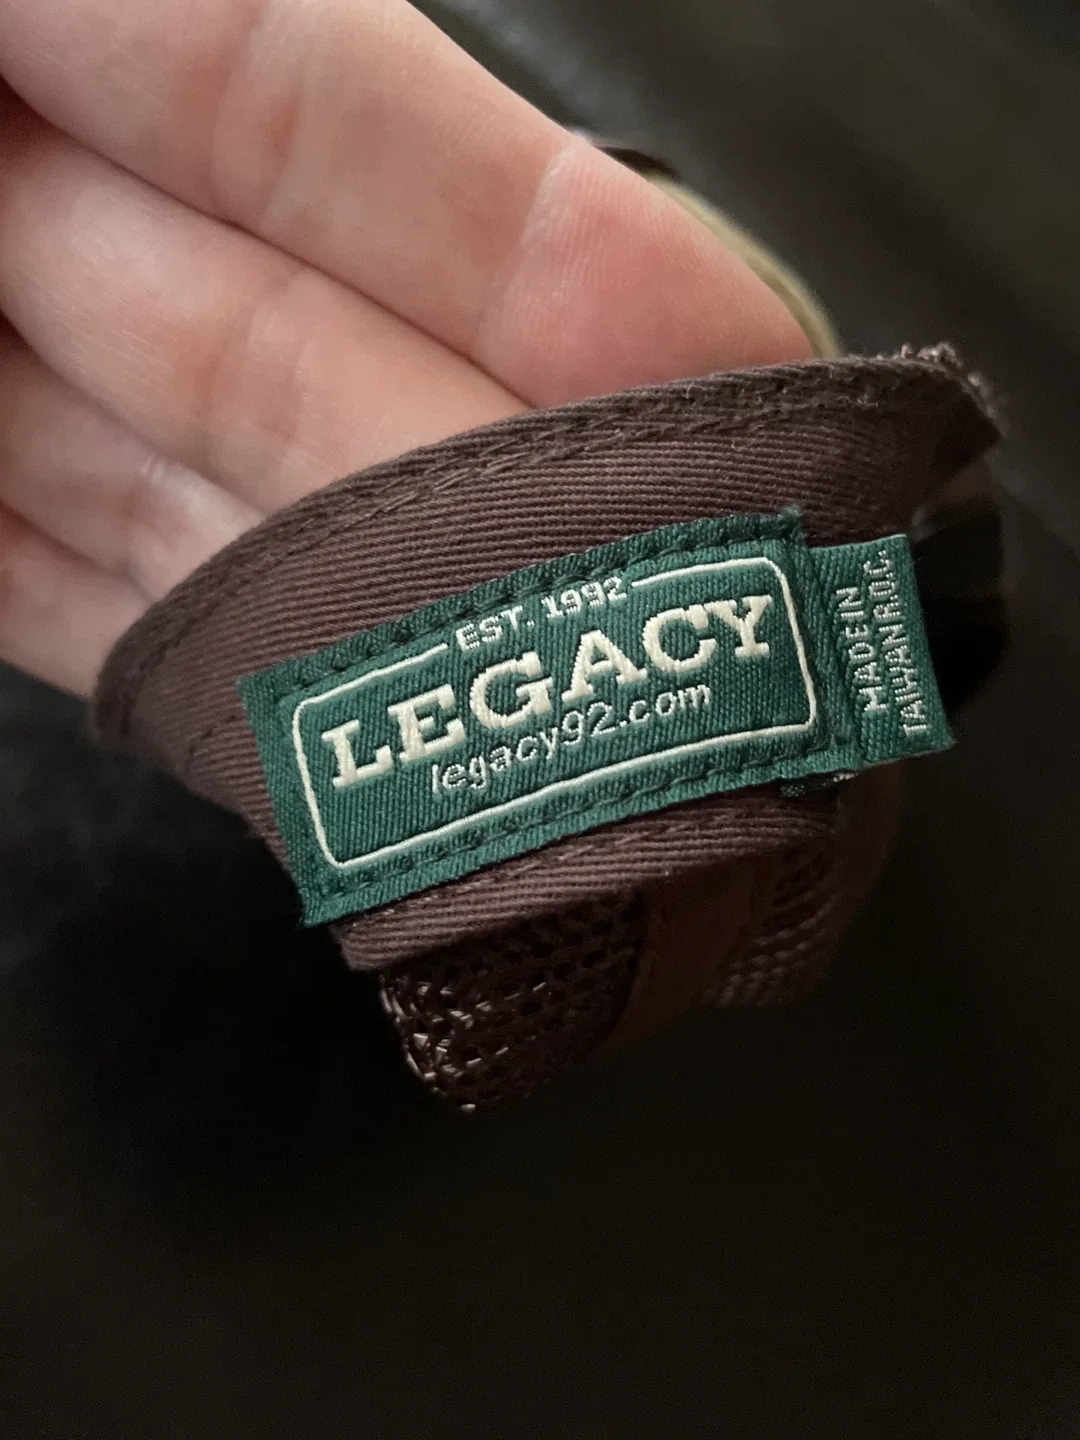 EST. 1992
LEGACY
legacy92.com
MADE IN
TAIWAN R.O.C.